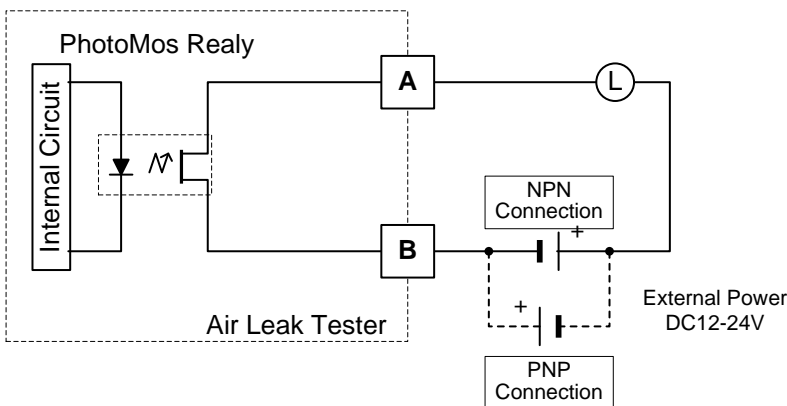 PhotoMos Realy
Internal Circuit
A
L
B
NPN
Connection
+
+
External Power
DC12-24V
Air Leak Tester
PNP
Connection